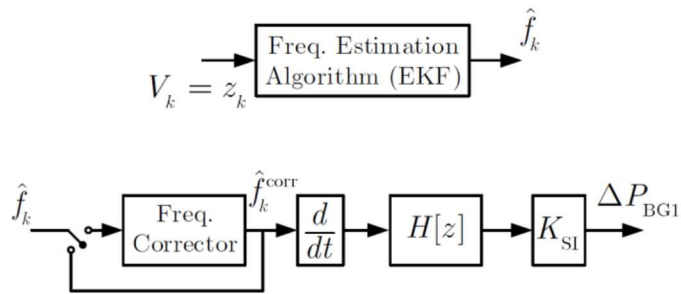 Freq. Estimation
Algorithm (EKF)
V_k = z_k
f̂_k
f̂_k
Freq.
Corrector
f̂_k^corr
d/dt
H[z]
K_SI
ΔP_BG1